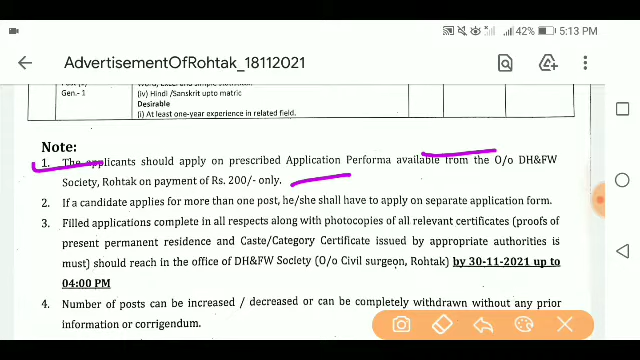 42% 5:13 PM
AdvertisementOfRohtak_18112021
Word, Excel and simple
Gen.- 1 (iv) Hindi /Sanskrit upto matric
Desirable
(i) At least one-year experience in related field.
Note:
1. The applicants should apply on prescribed Application Performa available from the O/o DH&FW
Society, Rohtak on payment of Rs. 200/- only.
2. If a candidate applies for more than one post, he/she shall have to apply on separate application form.
3. Filled applications complete in all respects along with photocopies of all relevant certificates (proofs of
present permanent residence and Caste/Category Certificate issued by appropriate authorities is
must) should reach in the office of DH&FW Society (O/o Civil surgeon, Rohtak) by 30-11-2021 up to
04:00 PM
4. Number of posts can be increased / decreased or can be completely withdrawn without any prior
information or corrigendum.